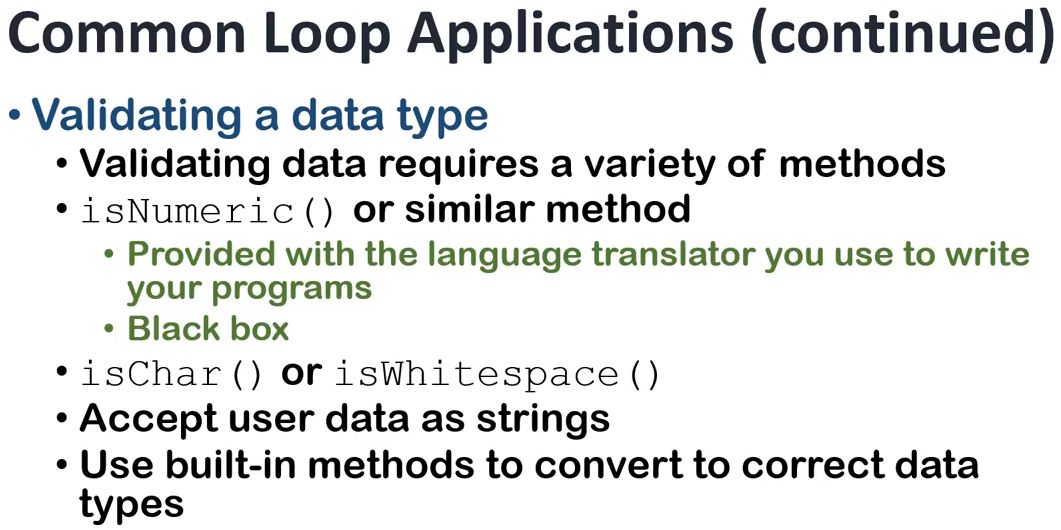 Common Loop Applications (continued)
• Validating a data type
• Validating data requires a variety of methods
• isNumeric() or similar method
• Provided with the language translator you use to write
your programs
• Black box
• isChar() or isWhitespace()
• Accept user data as strings
• Use built-in methods to convert to correct data
types